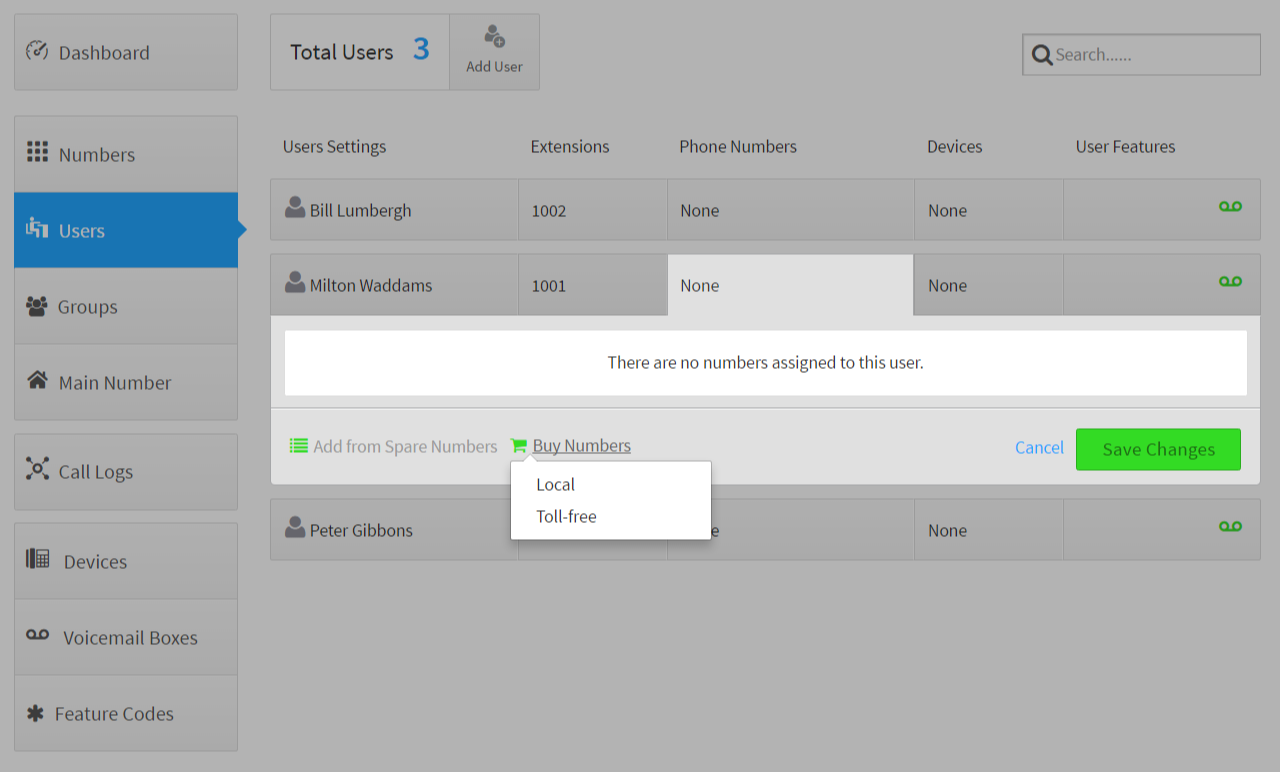 Dashboard
Numbers
Users
Groups
Main Number
Call Logs
Devices
Voicemail Boxes
Feature Codes
Total Users 3
Add User
Search......
Users Settings Extensions Phone Numbers Devices User Features
Bill Lumbergh 1002 None None
Milton Waddams 1001 None None
There are no numbers assigned to this user.
Add from Spare Numbers Buy Numbers Cancel Save Changes
Local
Toll-free
Peter Gibbons None